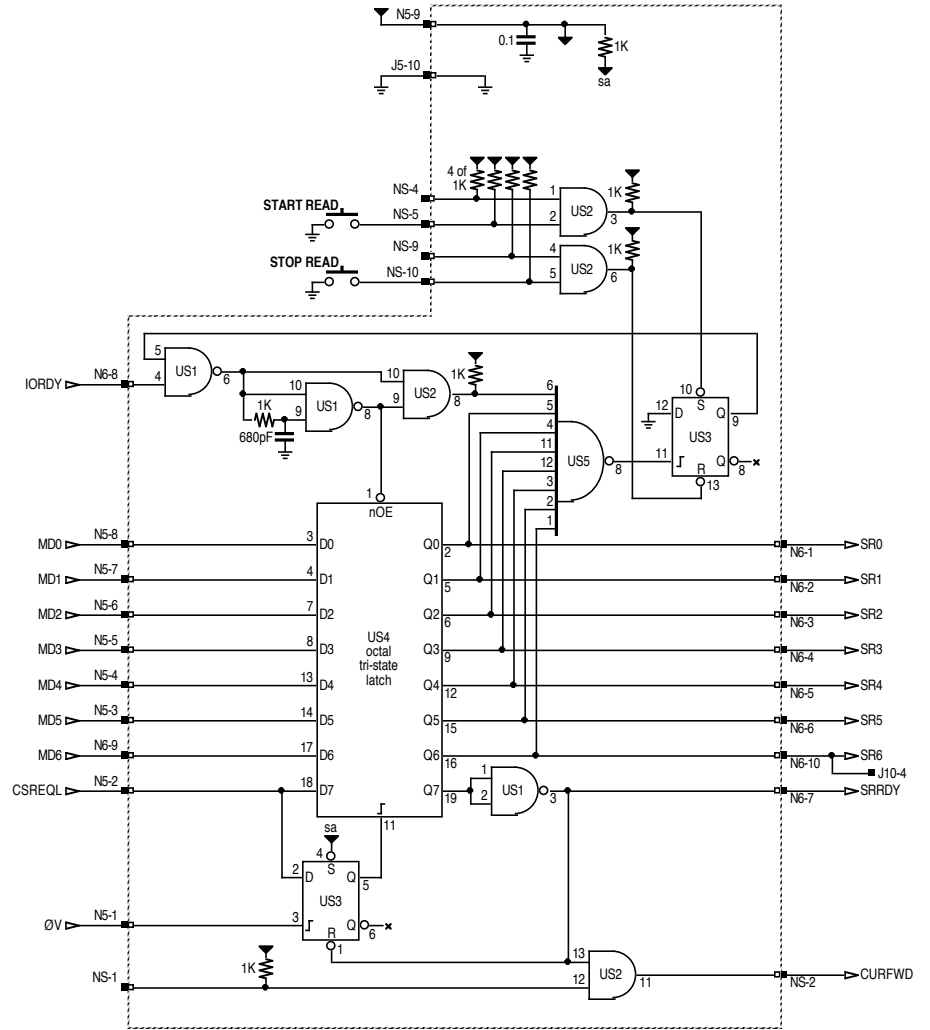 N5-9
0.1
1K
sa
J5-10
4 of
1K
NS-4
1
1K
START READ
NS-5
2
US2
3
NS-9
4
1K
STOP READ
NS-10
5
US2
6
5
US1
IORDY
N6-8
4
6
10
1K
US2
8
9
6
10
S
12
D
Q
9
US3
11
Q
8
R
13
1K
10
US1
8
9
680pF
5
4
11
12
US5
8
3
2
1
1
nOE
MD0
N5-8
3
D0
Q0
2
N6-1
SR0
MD1
N5-7
4
D1
Q1
5
N6-2
SR1
MD2
N5-6
7
D2
Q2
6
N6-3
SR2
MD3
N5-5
8
D3
US4
octal
tri-state
latch
Q3
9
N6-4
SR3
MD4
N5-4
13
D4
Q4
12
N6-5
SR4
MD5
N5-3
14
D5
Q5
15
N6-6
SR5
MD6
N6-9
17
D6
Q6
16
N6-10
SR6
J10-4
CSREQL
N5-2
18
D7
Q7
19
1
2
US1
3
N6-7
SRRDY
11
sa
4
S
2
D
Q
5
US3
ØV
N5-1
3
Q
6
R
1
1K
NS-1
13
12
US2
11
NS-2
CURFWD